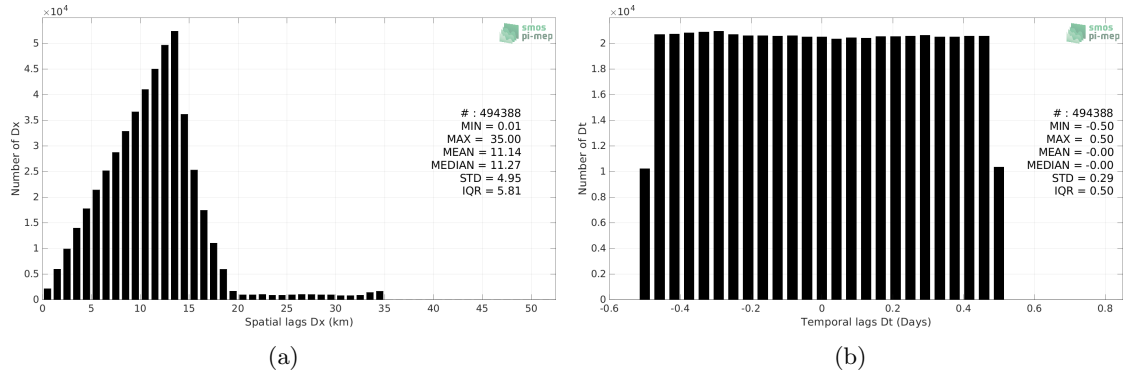 ×10⁴
5
4.5
4
3.5
3
2.5
2
1.5
1
0.5
0
Number of Dx
0 5 10 15 20 25 30 35 40 45 50
Spatial lags Dx (km)
smos
pi-mep
# : 494388
MIN = 0.01
MAX = 35.00
MEAN = 11.14
MEDIAN = 11.27
STD = 4.95
IQR = 5.81
(a)
×10⁴
2
1.8
1.6
1.4
1.2
1
0.8
0.6
0.4
0.2
0
Number of Dt
-0.6 -0.4 -0.2 0 0.2 0.4 0.6 0.8
Temporal lags Dt (Days)
smos
pi-mep
# : 494388
MIN = -0.50
MAX = 0.50
MEAN = -0.00
MEDIAN = -0.00
STD = 0.29
IQR = 0.50
(b)